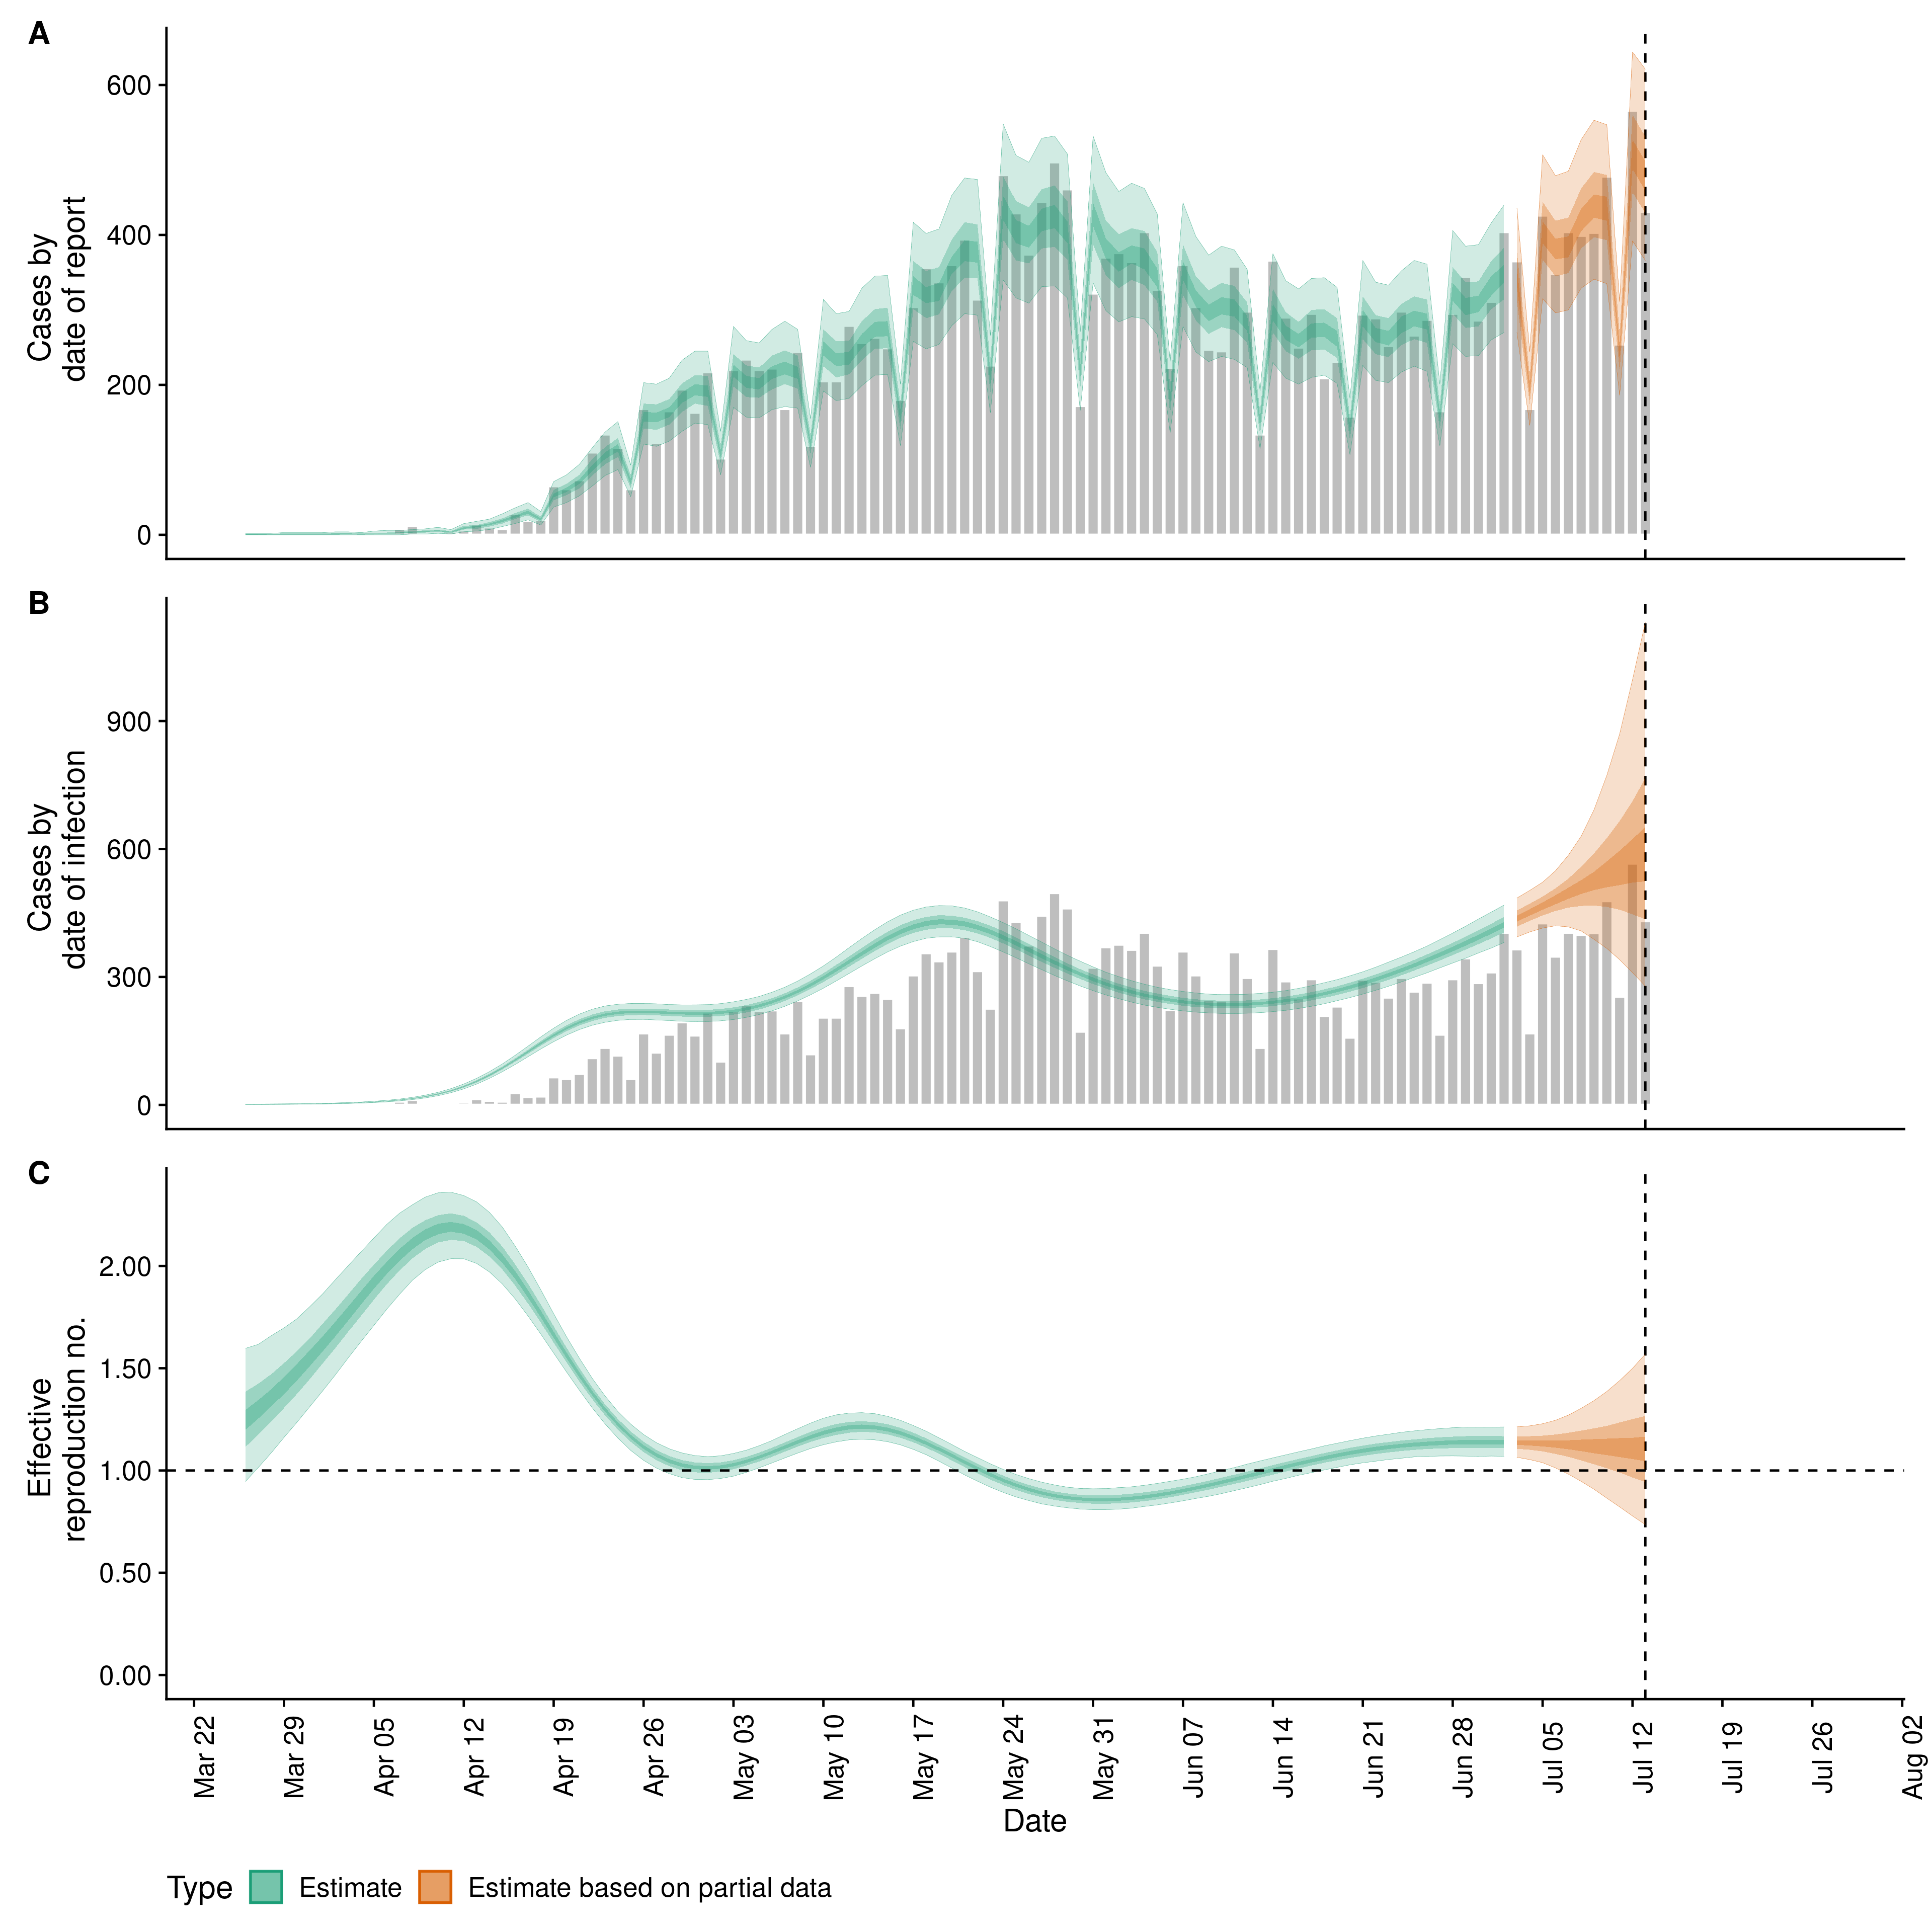 A
600
400
200
0
Cases by
date of report
B
900
600
300
0
Cases by
date of infection
C
2.00
1.50
1.00
0.50
0.00
Effective
reproduction no.
Mar 22
Mar 29
Apr 05
Apr 12
Apr 19
Apr 26
May 03
May 10
May 17
May 24
May 31
Jun 07
Jun 14
Jun 21
Jun 28
Jul 05
Jul 12
Jul 19
Jul 26
Aug 02
Date
Type Estimate Estimate based on partial data